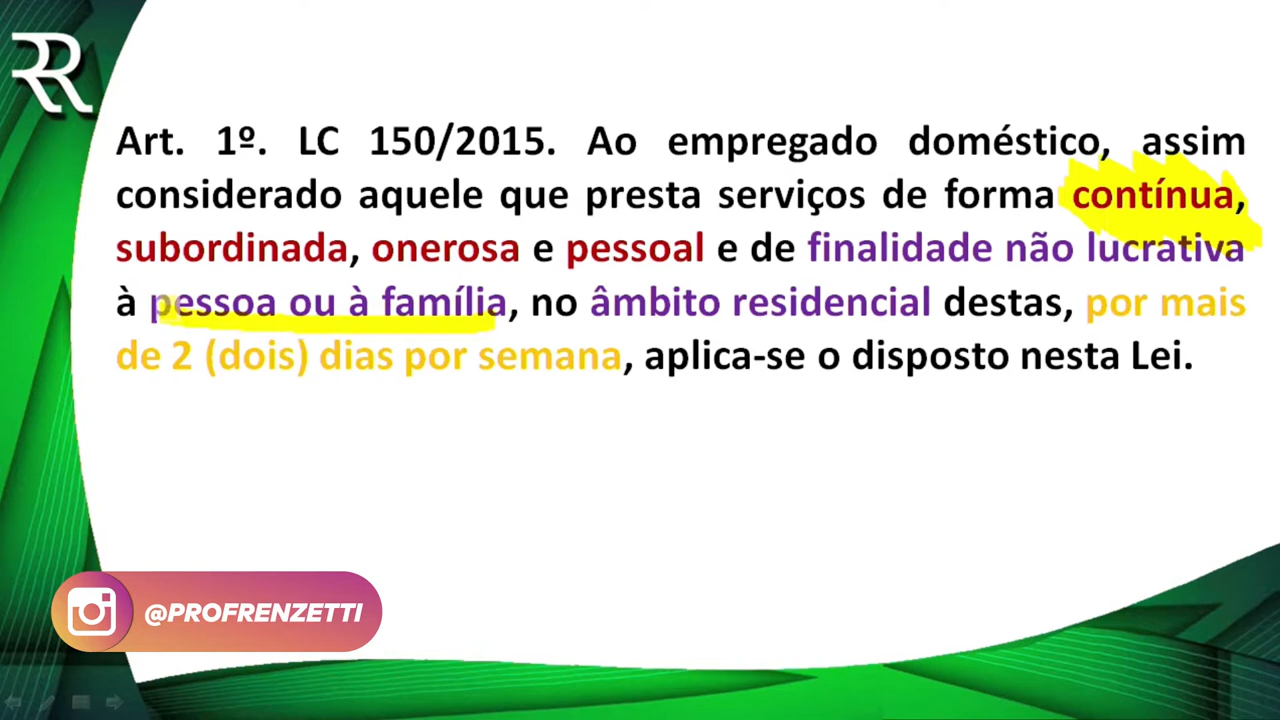 Art. 1º. LC 150/2015. Ao empregado doméstico, assim
considerado aquele que presta serviços de forma contínua,
subordinada, onerosa e pessoal e de finalidade não lucrativa
à pessoa ou à família, no âmbito residencial destas, por mais
de 2 (dois) dias por semana, aplica-se o disposto nesta Lei.
@PROFRENZETTI